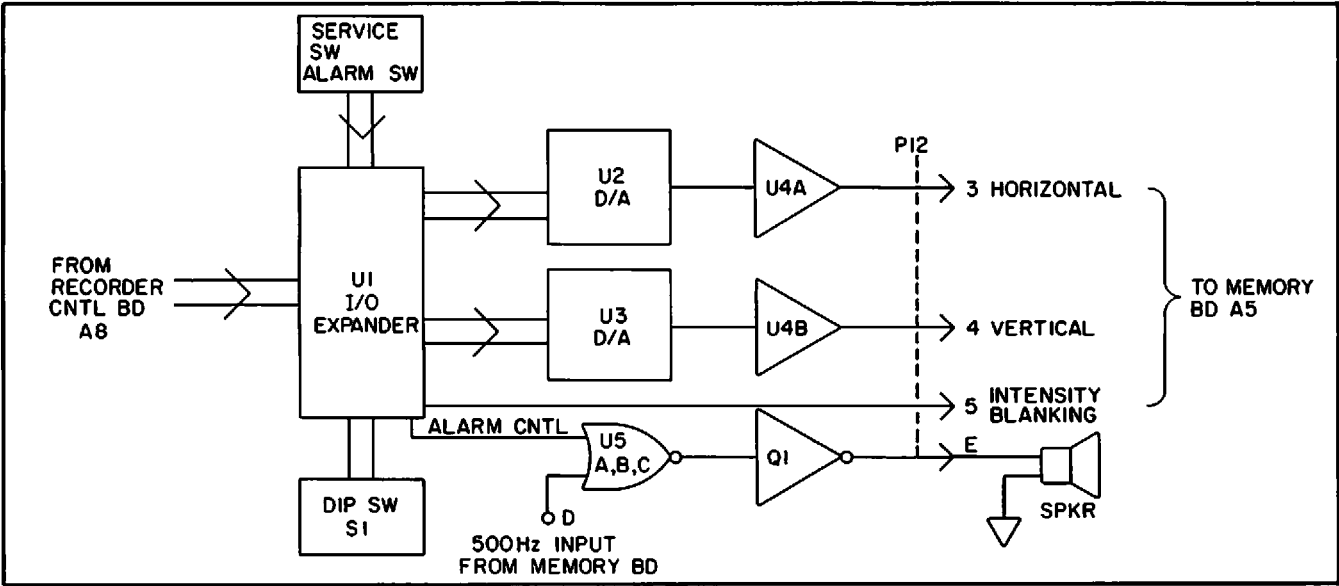 SERVICE
SW
ALARM SW
P12
U2
D/A
U4A
3 HORIZONTAL
FROM
RECORDER
CNTL BD
A8
U1
I/O
EXPANDER
TO MEMORY
BD A5
U3
D/A
U4B
4 VERTICAL
5 INTENSITY
BLANKING
ALARM CNTL
U5
A,B,C
Q1
E
SPKR
DIP SW
S1
D
500Hz INPUT
FROM MEMORY BD